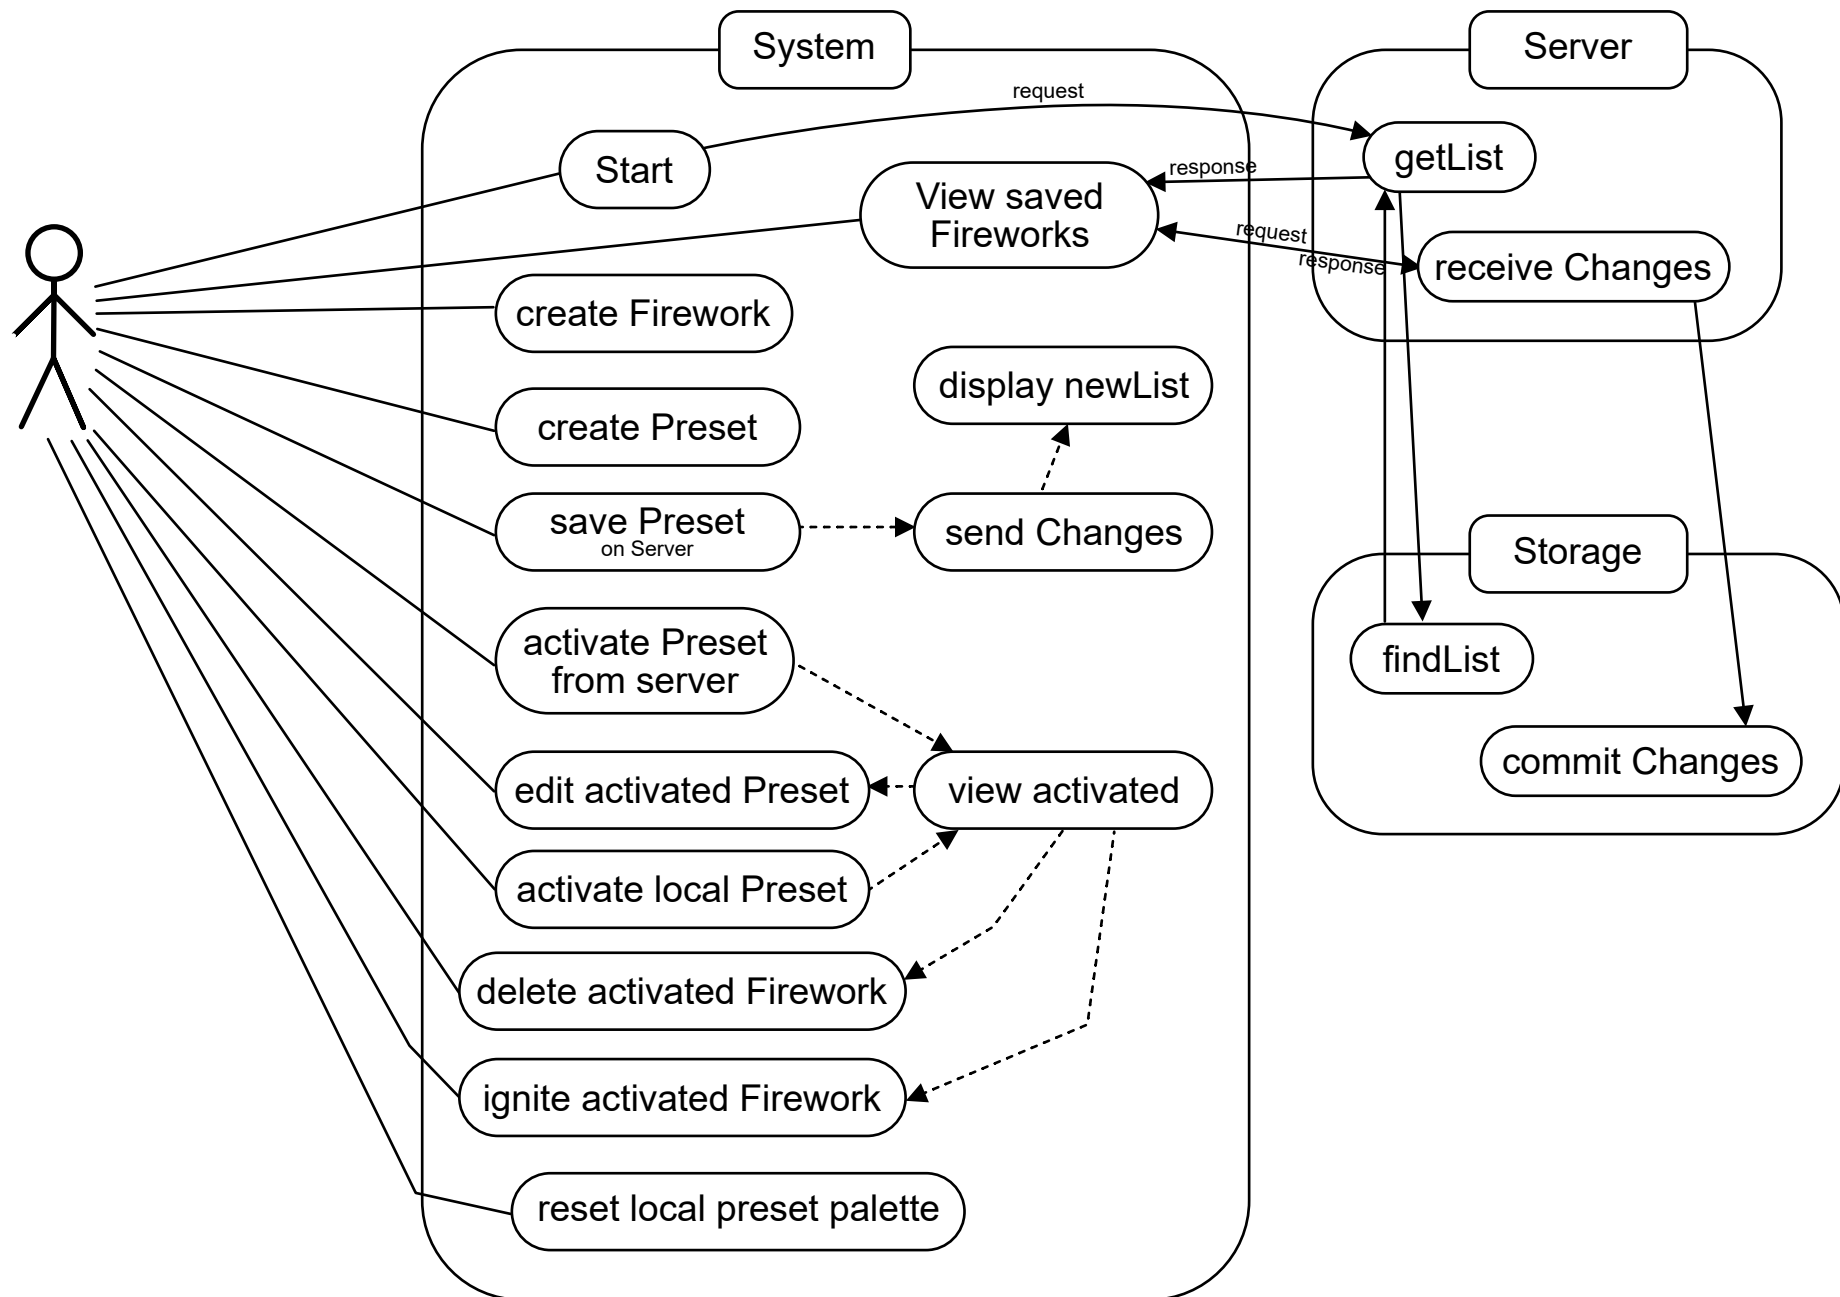 System
Server
request
Start
getList
response
View saved
Fireworks
request
response
receive Changes
create Firework
display newList
create Preset
save Preset
on Server
send Changes
Storage
activate Preset
from server
findList
edit activated Preset
view activated
commit Changes
activate local Preset
delete activated Firework
ignite activated Firework
reset local preset palette